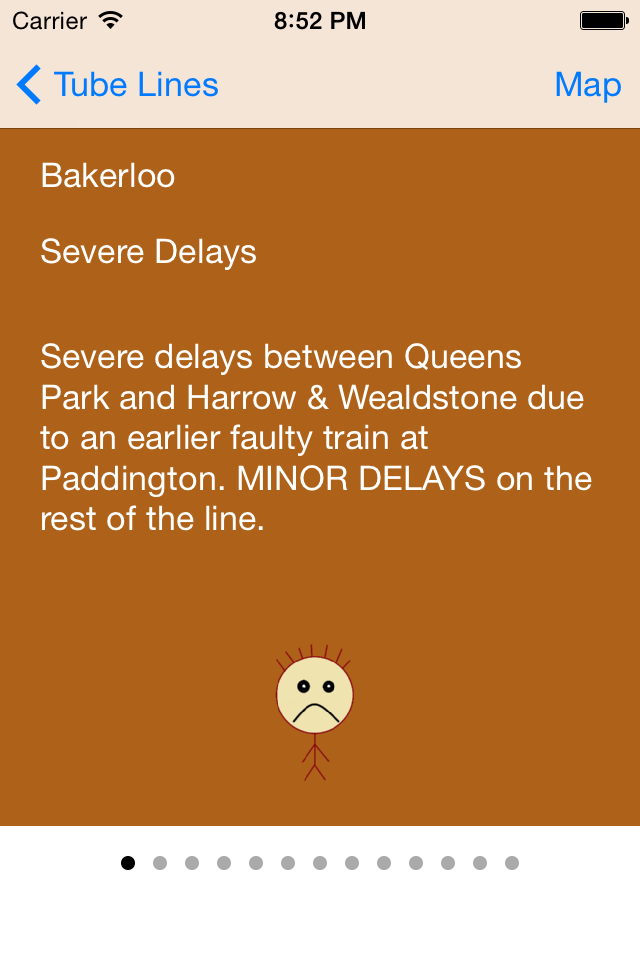 Carrier 8:52 PM
Tube Lines Map
Bakerloo
Severe Delays
Severe delays between Queens
Park and Harrow & Wealdstone due
to an earlier faulty train at
Paddington. MINOR DELAYS on the
rest of the line.